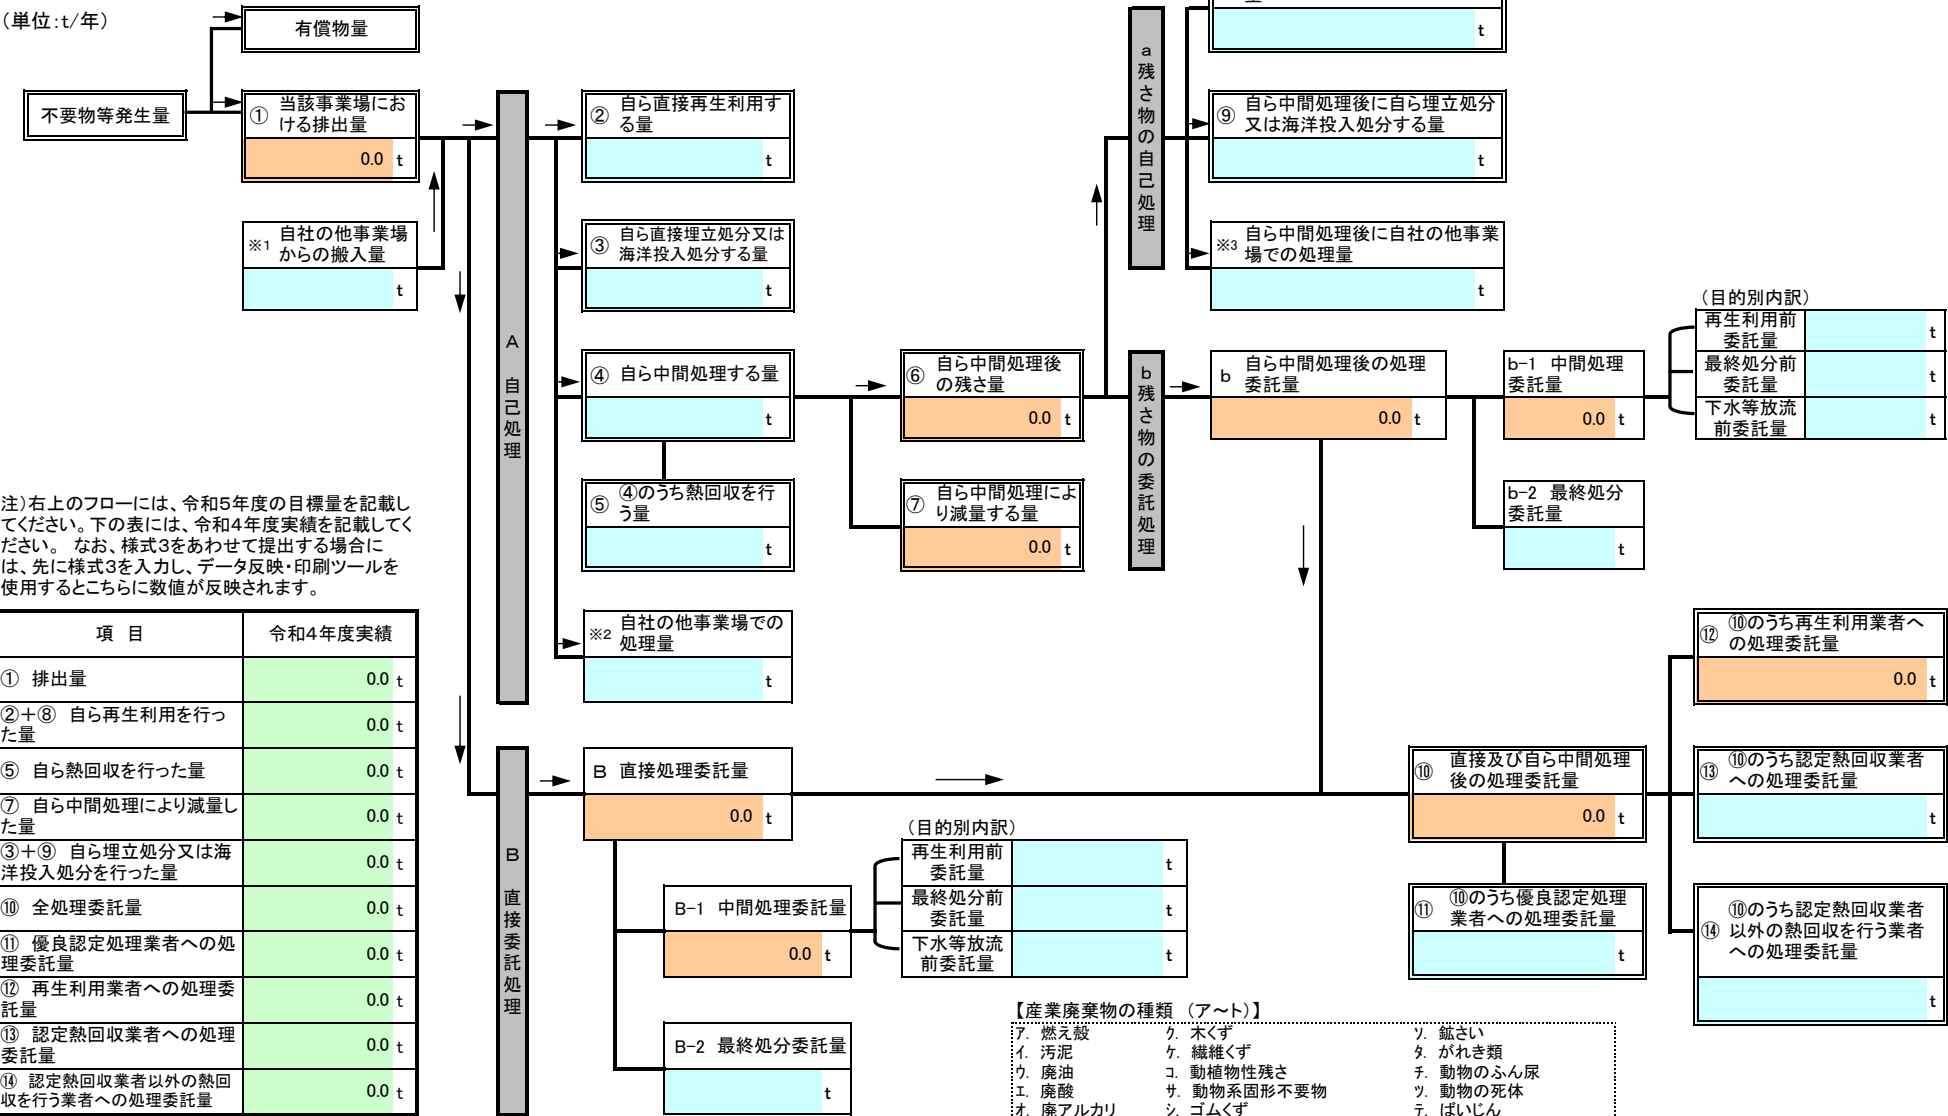 (単位:t/年)
有償物量
不要物等発生量
① 当該事業場にお
ける排出量
0.0 t
※1 自社の他事業場
からの搬入量
t
A
自己処理
② 自ら直接再生利用す
る量
t
③ 自ら直接埋立処分又は
海洋投入処分する量
t
④ 自ら中間処理する量
t
⑤ ④のうち熱回収を行
う量
t
※2 自社の他事業場での
処理量
t
⑥ 自ら中間処理後
の残さ量
0.0 t
⑦ 自ら中間処理によ
り減量する量
0.0 t
a
残さ物の自己処理
t
⑨ 自ら中間処理後に自ら埋立処分
又は海洋投入処分する量
t
※3 自ら中間処理後に自社の他事業
場での処理量
t
b
残さ物の委託処理
b 自ら中間処理後の処理
委託量
0.0 t
b-1 中間処理
委託量
0.0 t
b-2 最終処分
委託量
t
(目的別内訳)
再生利用前
委託量
t
最終処分前
委託量
t
下水等放流
前委託量
t
注)右上のフローには、令和5年度の目標量を記載し
てください。下の表には、令和4年度実績を記載してく
ださい。 なお、様式3をあわせて提出する場合に
は、先に様式3を入力し、データ反映・印刷ツールを
使用するとこちらに数値が反映されます。
項 目 令和4年度実績
① 排出量 0.0 t
②+⑧ 自ら再生利用を行っ
た量
0.0 t
⑤ 自ら熱回収を行った量 0.0 t
⑦ 自ら中間処理により減量し
た量
0.0 t
③+⑨ 自ら埋立処分又は海
洋投入処分を行った量
0.0 t
⑩ 全処理委託量 0.0 t
⑪ 優良認定処理業者への処
理委託量
0.0 t
⑫ 再生利用業者への処理委
託量
0.0 t
⑬ 認定熱回収業者への処理
委託量
0.0 t
⑭ 認定熱回収業者以外の熱回
収を行う業者への処理委託量
0.0 t
B
直接委託処理
B 直接処理委託量
0.0 t
B-1 中間処理委託量
0.0 t
B-2 最終処分委託量
t
(目的別内訳)
再生利用前
委託量
t
最終処分前
委託量
t
下水等放流
前委託量
t
⑩ 直接及び自ら中間処理
後の処理委託量
0.0 t
⑪ ⑩のうち優良認定処理
業者への処理委託量
t
⑫ ⑩のうち再生利用業者へ
の処理委託量
0.0 t
⑬ ⑩のうち認定熱回収業者
への処理委託量
t
⑭ ⑩のうち認定熱回収業者
以外の熱回収を行う業者
への処理委託量
t
【産業廃棄物の種類 (ア~ト)】
ア. 燃え殻 ク. 木くず ソ. 鉱さい
イ. 汚泥 ケ. 繊維くず タ. がれき類
ウ. 廃油 コ. 動植物性残さ チ. 動物のふん尿
エ. 廃酸 サ. 動物系固形不要物 ツ. 動物の死体
オ. 廃アルカリ シ. ゴムくず テ. ばいじん